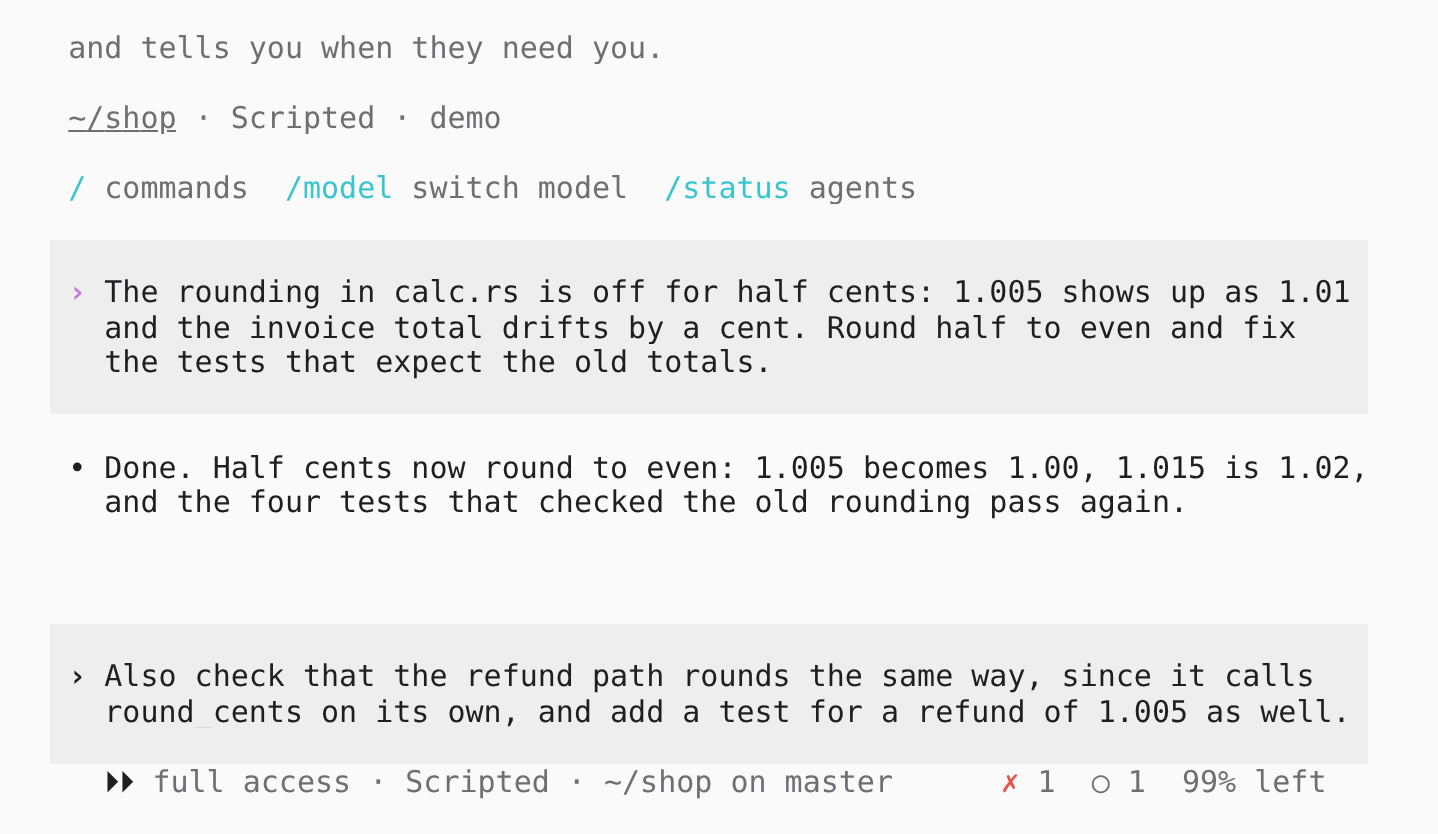 and tells you when they need you.
~/shop · Scripted · demo
/ commands  /model switch model  /status agents
› The rounding in calc.rs is off for half cents: 1.005 shows up as 1.01
and the invoice total drifts by a cent. Round half to even and fix
the tests that expect the old totals.
• Done. Half cents now round to even: 1.005 becomes 1.00, 1.015 is 1.02,
and the four tests that checked the old rounding pass again.
› Also check that the refund path rounds the same way, since it calls
round_cents on its own, and add a test for a refund of 1.005 as well.
⏵⏵ full access · Scripted · ~/shop on master  ✗ 1  ○ 1  99% left